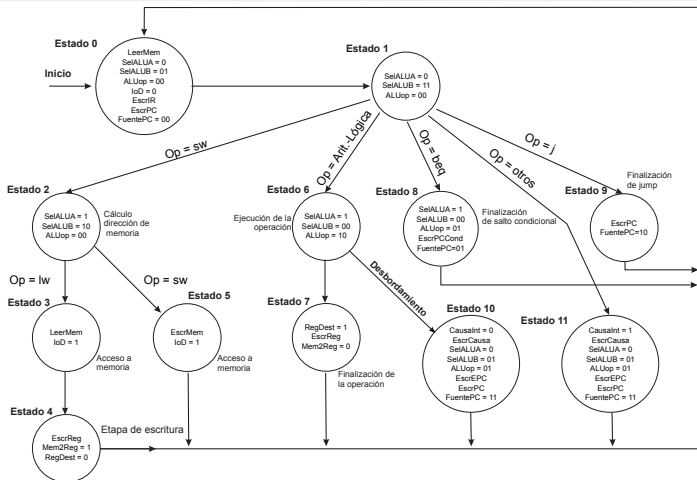 Estado 0
LeerMem
SelALUA = 0
SelALUB = 01
ALUop = 00
IoD = 0
EscrIR
EscrPC
FuentePC = 00
Inicio
Estado 1
SelALUA = 0
SelALUB = 11
ALUop = 00
Op = sw
Op = Arit.-Lógica
Op = beq
Op = otros
Op = j
Estado 2
SelALUA = 1
SelALUB = 10
ALUop = 00
Cálculo
dirección de
memoria
Estado 6
Ejecución de la
operación
SelALUA = 1
SelALUB = 00
ALUop = 10
Estado 8
SelALUA = 1
SelALUB = 00
ALUop = 01
EscrPCCond
FuentePC=01
Finalización
de salto condicional
Estado 9
Finalización
de jump
EscrPC
FuentePC=10
Op = lw
Op = sw
Desbordamiento
Estado 3
LeerMem
IoD = 1
Acceso a
memoria
Estado 5
EscrMem
IoD = 1
Acceso a
memoria
Estado 7
RegDest = 1
EscrReg
Mem2Reg = 0
Finalización de
la operación
Estado 10
CausaInt = 0
EscrCausa
SelALUA = 0
SelALUB = 01
ALUop = 01
EscrEPC
EscrPC
FuentePC = 11
Estado 11
CausaInt = 1
EscrCausa
SelALUA = 0
SelALUB = 01
ALUop = 01
EscrEPC
EscrPC
FuentePC = 11
Estado 4
EscrReg
Mem2Reg = 1
RegDest = 0
Etapa de escritura